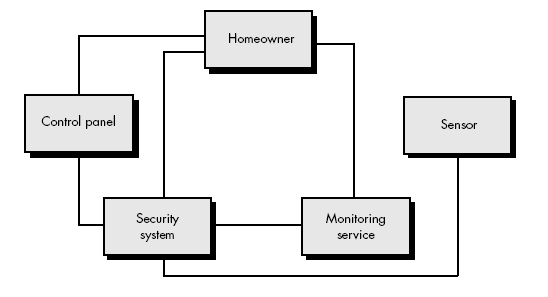 Homeowner
Control panel
Sensor
Security
system
Monitoring
service